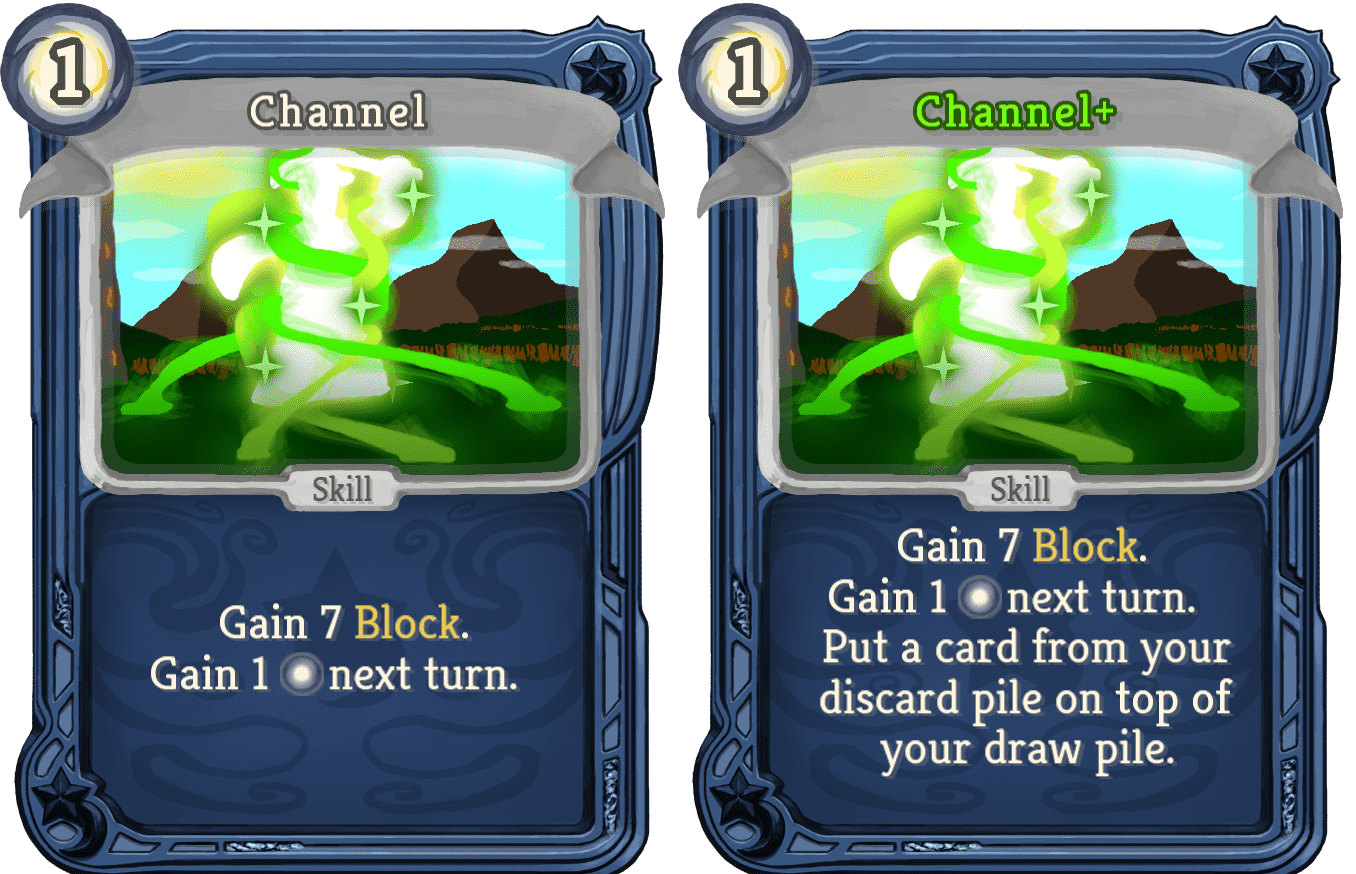 1
Channel
Skill
Gain 7 Block.
Gain 1 next turn.
1
Channel+
Skill
Gain 7 Block.
Gain 1 next turn.
Put a card from your
discard pile on top of
your draw pile.